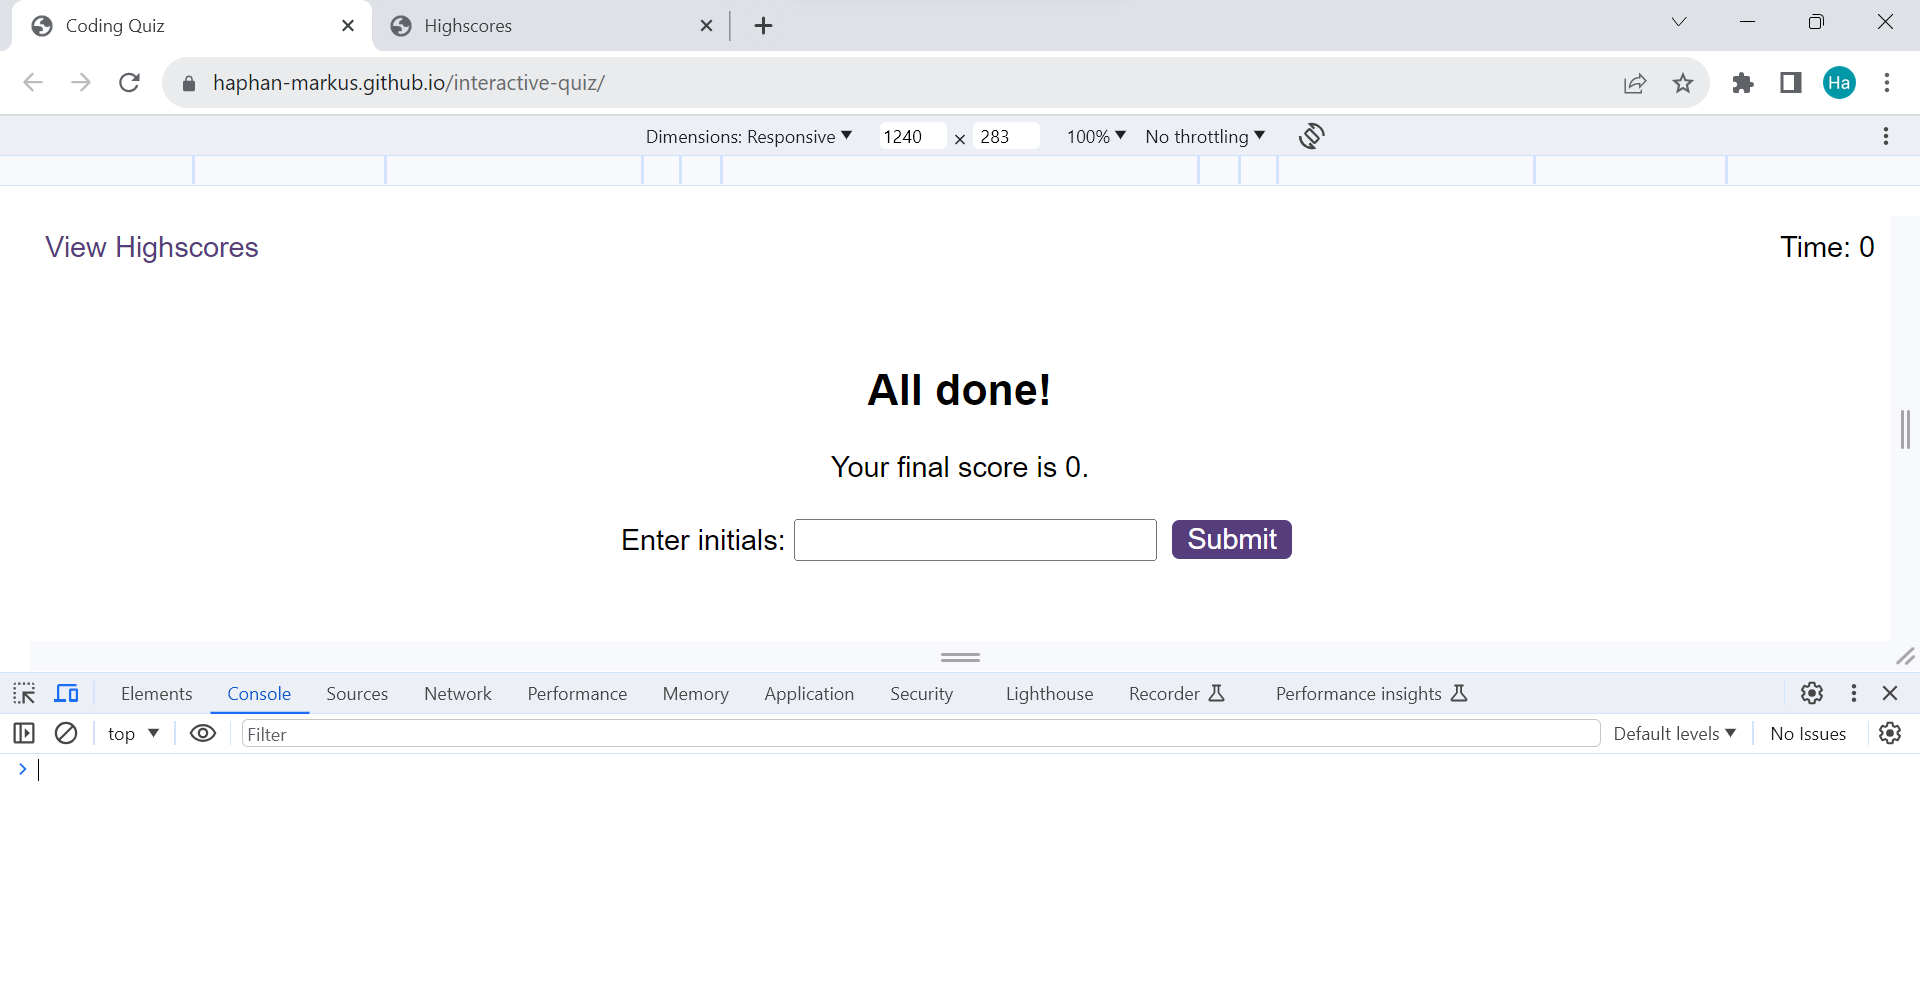 Coding Quiz
Highscores
haphan-markus.github.io/interactive-quiz/
Ha
Dimensions: Responsive 1240 × 283 100% No throttling
View Highscores
Time: 0
All done!
Your final score is 0.
Enter initials: Submit
Elements Console Sources Network Performance Memory Application Security Lighthouse Recorder Performance insights
top Filter Default levels No Issues